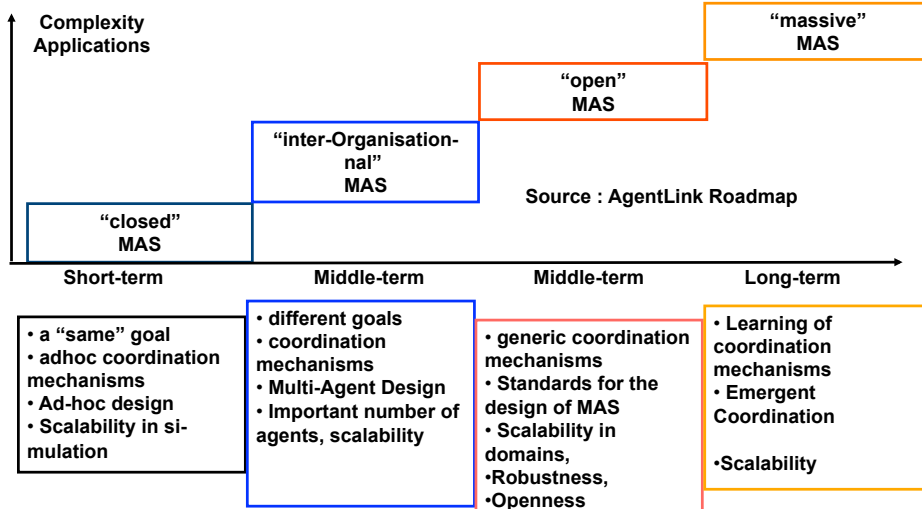 Complexity
Applications
“massive”
MAS
“open”
MAS
“inter-Organisation-
nal”
MAS
Source : AgentLink Roadmap
“closed”
MAS
Short-term
Middle-term
Middle-term
Long-term
• a “same” goal
• adhoc coordination
mechanisms
• Ad-hoc design
• Scalability in si-
mulation
• different goals
• coordination
mechanisms
• Multi-Agent Design
• Important number of
agents, scalability
• generic coordination
mechanisms
• Standards for the
design of MAS
• Scalability in
domains,
•Robustness,
•Openness
• Learning of
coordination
mechanisms
• Emergent
Coordination
•Scalability